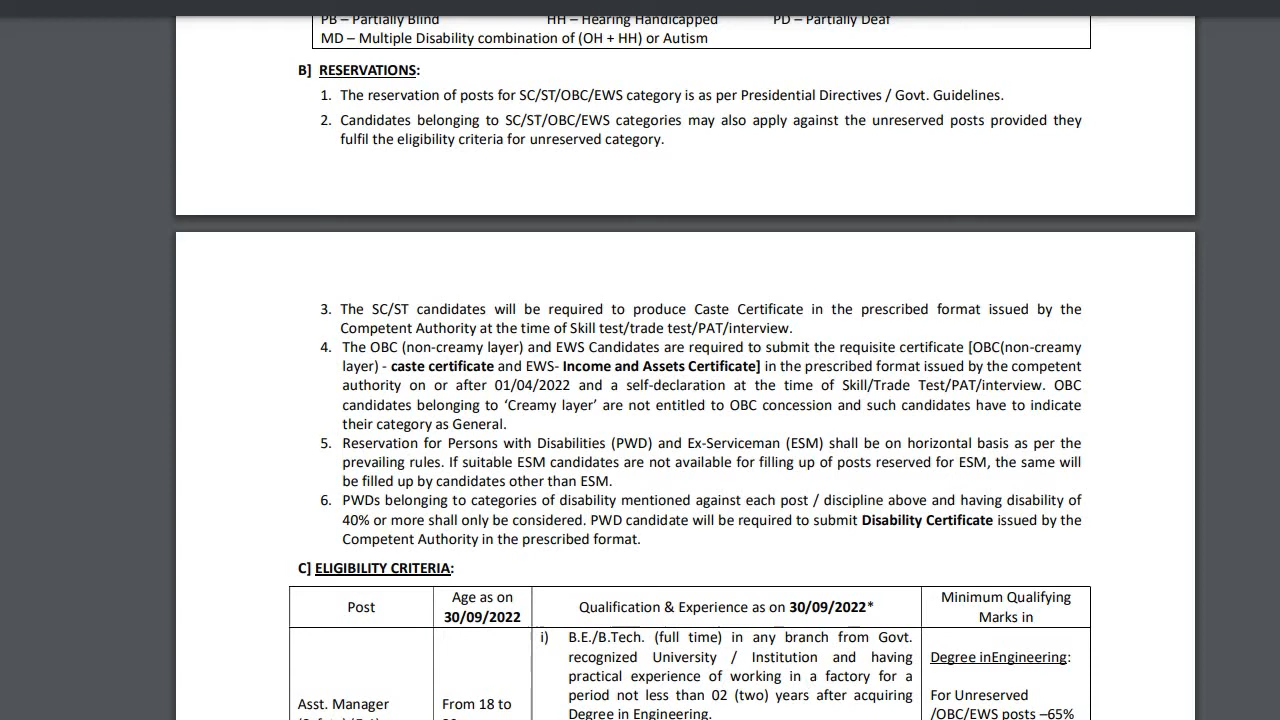 PB – Partially Blind HH – Hearing Handicapped PD – Partially Deaf
MD – Multiple Disability combination of (OH + HH) or Autism
B] RESERVATIONS:
1. The reservation of posts for SC/ST/OBC/EWS category is as per Presidential Directives / Govt. Guidelines.
2. Candidates belonging to SC/ST/OBC/EWS categories may also apply against the unreserved posts provided they
fulfil the eligibility criteria for unreserved category.
3. The SC/ST candidates will be required to produce Caste Certificate in the prescribed format issued by the
Competent Authority at the time of Skill test/trade test/PAT/interview.
4. The OBC (non-creamy layer) and EWS Candidates are required to submit the requisite certificate [OBC(non-creamy
layer) - caste certificate and EWS- Income and Assets Certificate] in the prescribed format issued by the competent
authority on or after 01/04/2022 and a self-declaration at the time of Skill/Trade Test/PAT/interview. OBC
candidates belonging to ‘Creamy layer’ are not entitled to OBC concession and such candidates have to indicate
their category as General.
5. Reservation for Persons with Disabilities (PWD) and Ex-Serviceman (ESM) shall be on horizontal basis as per the
prevailing rules. If suitable ESM candidates are not available for filling up of posts reserved for ESM, the same will
be filled up by candidates other than ESM.
6. PWDs belonging to categories of disability mentioned against each post / discipline above and having disability of
40% or more shall only be considered. PWD candidate will be required to submit Disability Certificate issued by the
Competent Authority in the prescribed format.
C] ELIGIBILITY CRITERIA:
Post
Age as on
30/09/2022
Qualification & Experience as on 30/09/2022*
Minimum Qualifying
Marks in
Asst. Manager
From 18 to
i) B.E./B.Tech. (full time) in any branch from Govt.
recognized University / Institution and having
practical experience of working in a factory for a
period not less than 02 (two) years after acquiring
Degree in Engineering.
Degree inEngineering:
For Unreserved
/OBC/EWS posts –65%